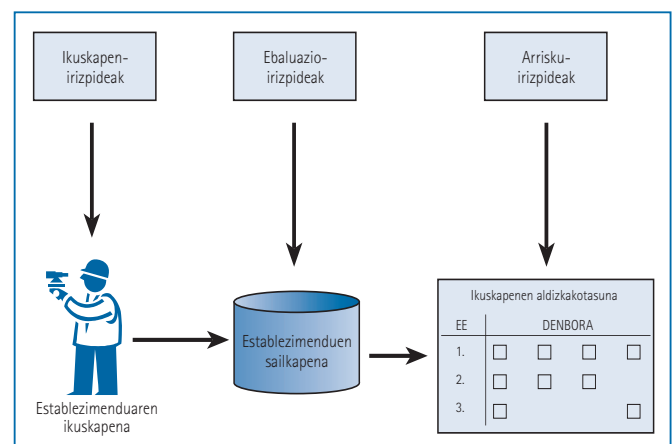 Ikuskapen-
irizpideak
Ebaluazio-
irizpideak
Arrisku-
irizpideak
Establezimenduaren
ikuskapena
Establezimenduen
sailkapena
Ikuskapenen aldizkakotasuna
EE DENBORA
1.
2.
3.